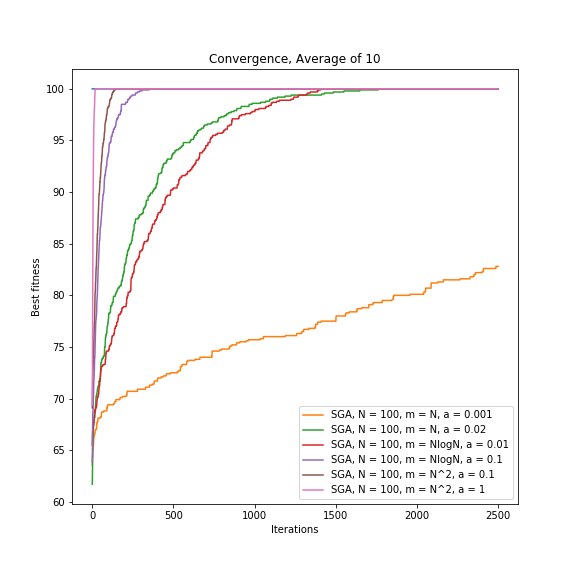 Convergence, Average of 10
Best fitness
100
95
90
85
80
75
70
65
60
SGA, N = 100, m = N, a = 0.001
SGA, N = 100, m = N, a = 0.02
SGA, N = 100, m = NlogN, a = 0.01
SGA, N = 100, m = NlogN, a = 0.1
SGA, N = 100, m = N^2, a = 0.1
SGA, N = 100, m = N^2, a = 1
0 500 1000 1500 2000 2500
Iterations